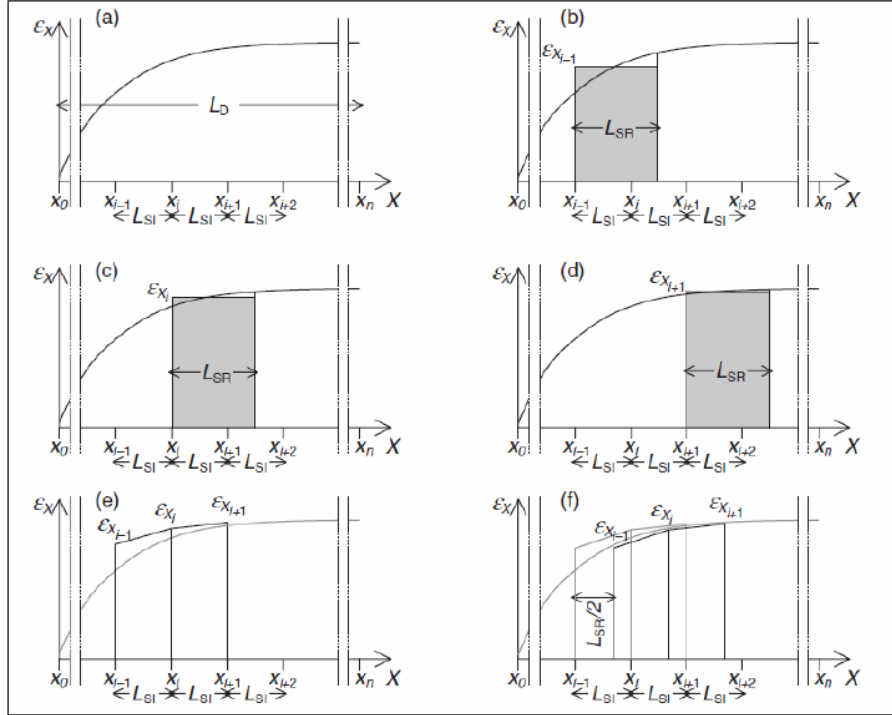 (a)
εX
LD
x0 xi−1 xi xi+1 xi+2 xn X
LSI LSI LSI
(b)
εX
εxi−1
LSR
x0 xi−1 xi xi+1 xi+2 xn X
LSI LSI LSI
(c)
εX
εxi
LSR
x0 xi−1 xi xi+1 xi+2 xn X
LSI LSI LSI
(d)
εX
εxi+1
LSR
x0 xi−1 xi xi+1 xi+2 xn X
LSI LSI LSI
(e)
εX
εxi−1 εxi εxi+1
x0 xi−1 xi xi+1 xi+2 xn X
LSI LSI LSI
(f)
εX
εxi−1 εxi εxi+1
LSR/2
x0 xi−1 xi xi+1 xi+2 xn X
LSI LSI LSI